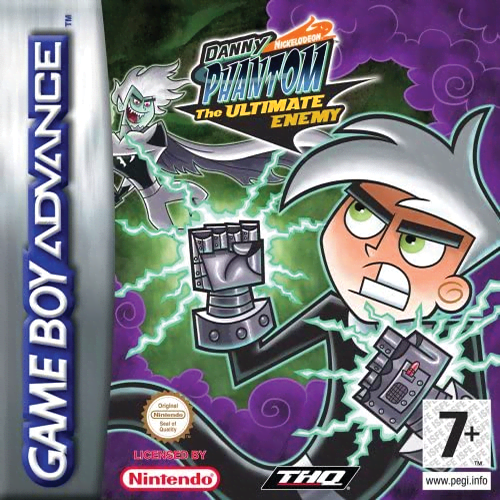 GAME BOY ADVANCE
NICKELODEON
DANNY
PHANTOM
The ULTIMATE
ENEMY
Original
Nintendo
Seal of
Quality
LICENSED BY
Nintendo
THQ
7+
TM
www.pegi.info